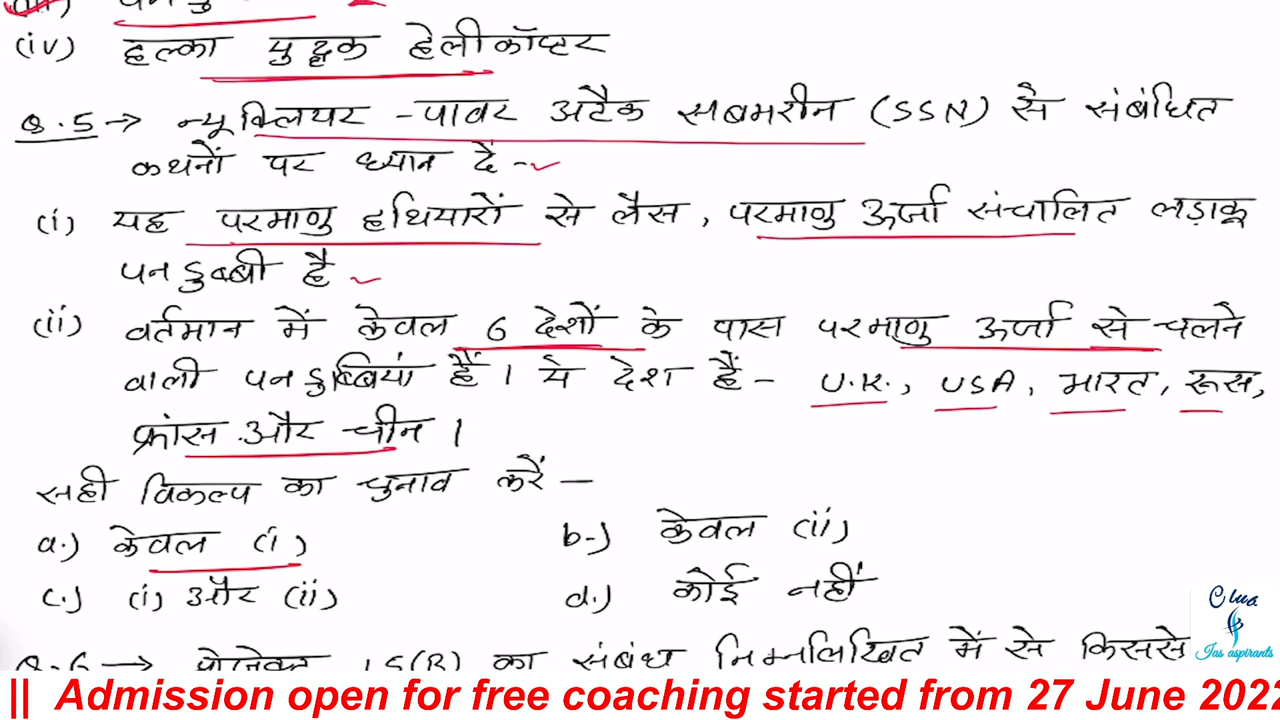 (iv) हल्का युद्धक हेलीकॉप्टर
Q.5 → न्यूक्लियर - पावर अटैक सबमरीन (SSN) से संबंधित
कथनों पर ध्यान दें -
(i) यह परमाणु हथियारों से लैस, परमाणु ऊर्जा संचालित लड़ाकू
पनडुब्बी है
(ii) वर्तमान में केवल 6 देशों के पास परमाणु ऊर्जा से चलने
वाली पनडुब्बियां हैं। ये देश हैं - U.K., USA, भारत, रूस,
फ्रांस और चीन।
सही विकल्प का चुनाव करें -
a.) केवल (i) b.) केवल (ii)
c.) (i) और (ii) d.) कोई नहीं
Q.6 → प्रोजेक्ट का संबंध निम्नलिखित में से किससे
Ias aspirants
|| Admission open for free coaching started from 27 June 2022